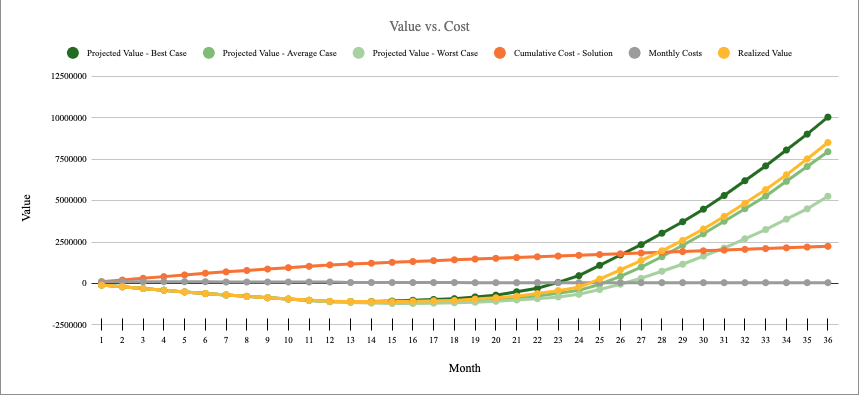 Value vs. Cost
Projected Value - Best Case Projected Value - Average Case Projected Value - Worst Case Cumulative Cost - Solution Monthly Costs Realized Value
12500000
10000000
7500000
5000000
2500000
0
-2500000
Value
1 2 3 4 5 6 7 8 9 10 11 12 13 14 15 16 17 18 19 20 21 22 23 24 25 26 27 28 29 30 31 32 33 34 35 36
Month